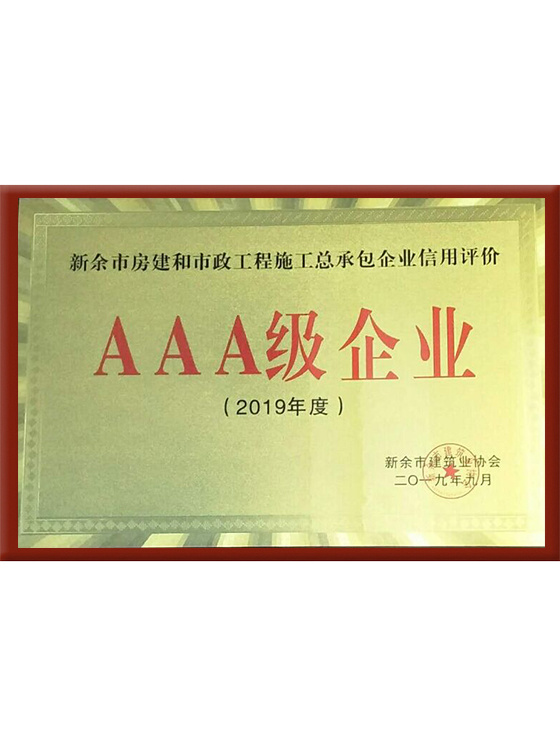 新余市房建和市政工程施工总承包企业信用评价
AAA级企业
（2019年度）
新余市建筑业协会
二〇一九年九月